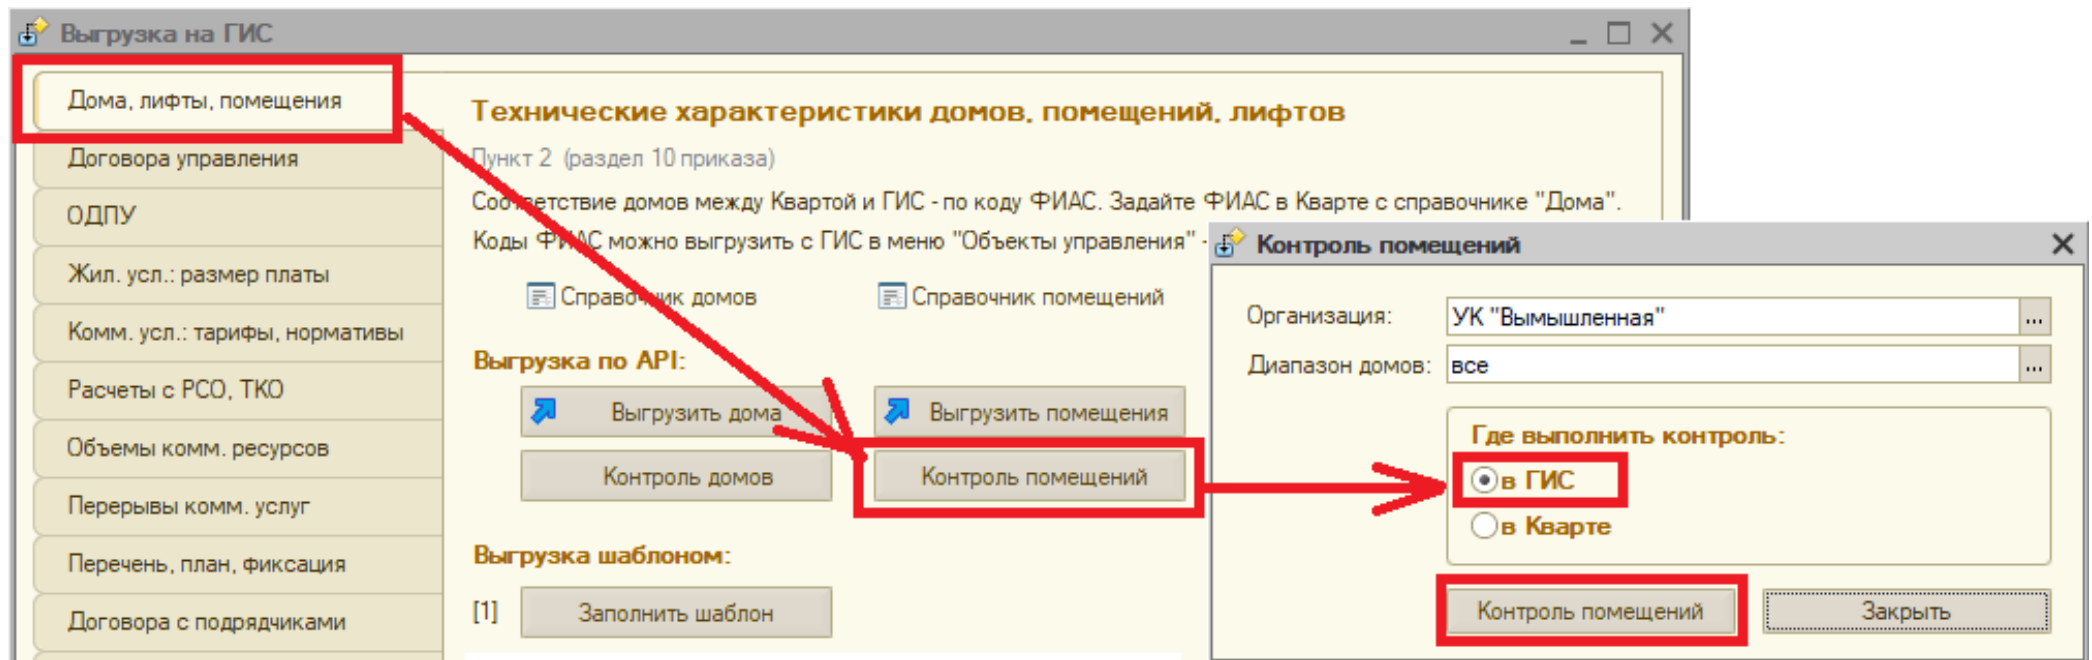 Выгрузка на ГИС
Дома, лифты, помещения
Договора управления
ОДПУ
Жил. усл.: размер платы
Комм. усл.: тарифы, нормативы
Расчеты с РСО, ТКО
Объемы комм. ресурсов
Перерывы комм. услуг
Перечень, план, фиксация
Договора с подрядчиками
Технические характеристики домов, помещений, лифтов
Пункт 2 (раздел 10 приказа)
Соответствие домов между Квартой и ГИС - по коду ФИАС. Задайте ФИАС в Кварте с справочнике "Дома".
Коды ФИАС можно выгрузить с ГИС в меню "Объекты управления" -
Справочник домов
Справочник помещений
Выгрузка по API:
Выгрузить дома
Выгрузить помещения
Контроль домов
Контроль помещений
Выгрузка шаблоном:
[1] Заполнить шаблон
Контроль помещений
Организация: УК "Вымышленная" ...
Диапазон домов: все ...
Где выполнить контроль:
в ГИС
в Кварте
Контроль помещений
Закрыть